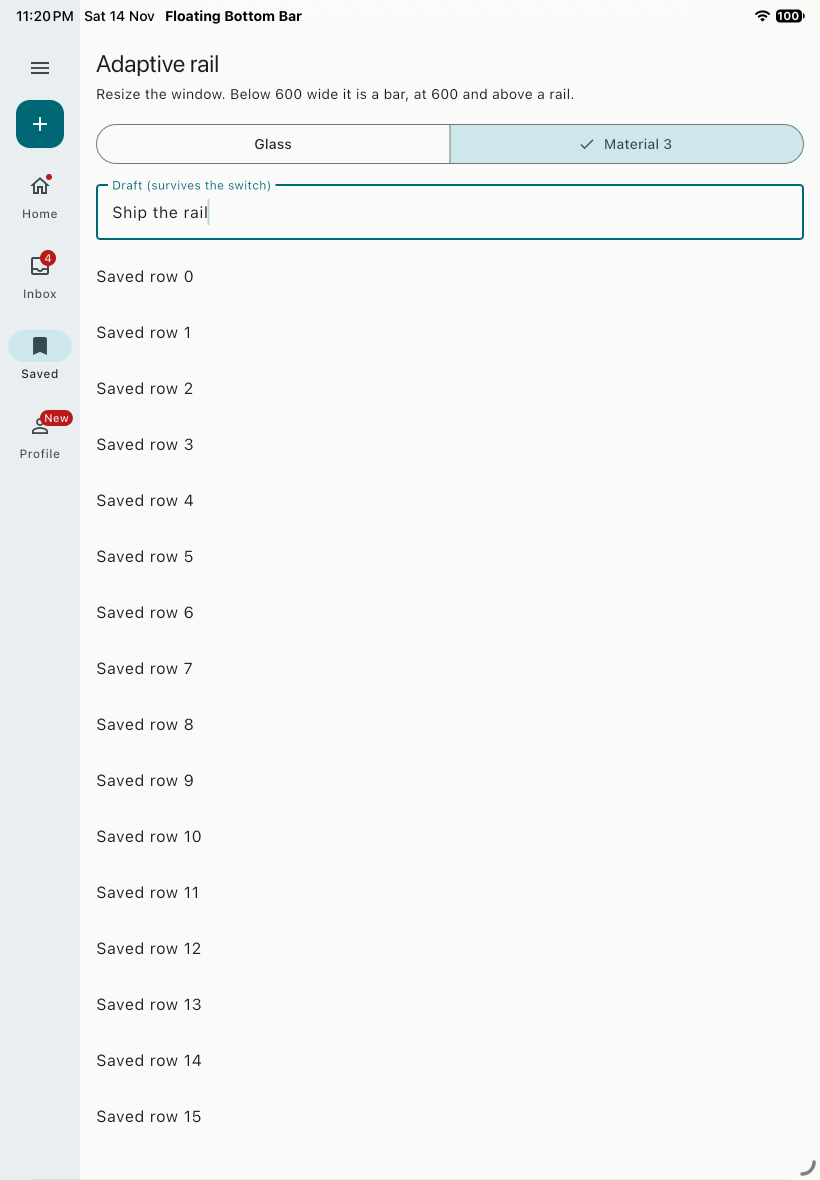 11:20 PM Sat 14 Nov Floating Bottom Bar 100
Adaptive rail
Resize the window. Below 600 wide it is a bar, at 600 and above a rail.
Glass
Material 3
Draft (survives the switch)
Ship the rail
Home
4
Inbox
Saved
New
Profile
Saved row 0
Saved row 1
Saved row 2
Saved row 3
Saved row 4
Saved row 5
Saved row 6
Saved row 7
Saved row 8
Saved row 9
Saved row 10
Saved row 11
Saved row 12
Saved row 13
Saved row 14
Saved row 15